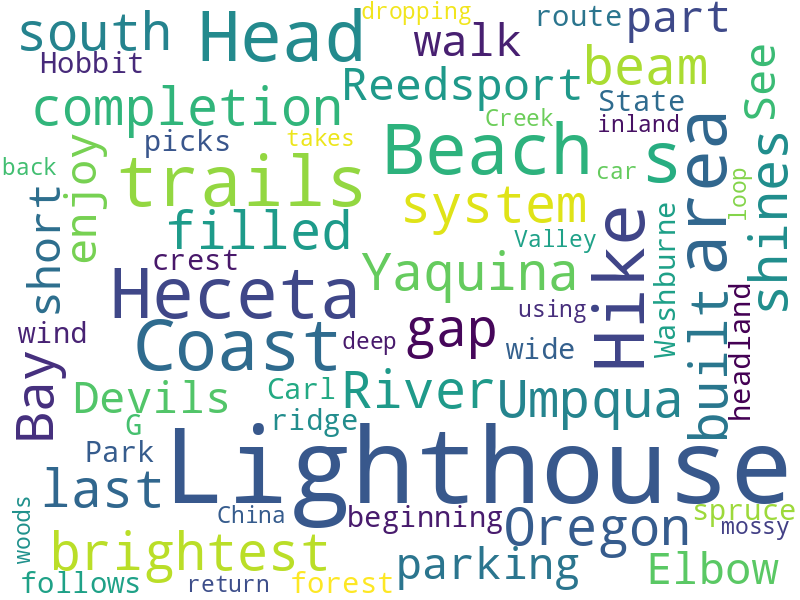 dropping
route
part
south
Head
walk
Hobbit
beam
See
Reedsport
State
completion
Creek
inland
picks
takes
Beach
s
area
back
enjoy
trails
car
loop
shines
short
system
filled
Hike
Washburne
Valley
crest
Yaquina
Heceta
using
headland
wind
Coast
deep
gap
wide
built
Bay
Devils
Carl
River
Umpqua
G
ridge
Park
Lighthouse
last
China
beginning
Oregon
spruce
mossy
woods
brightest
parking
Elbow
follows
return
forest